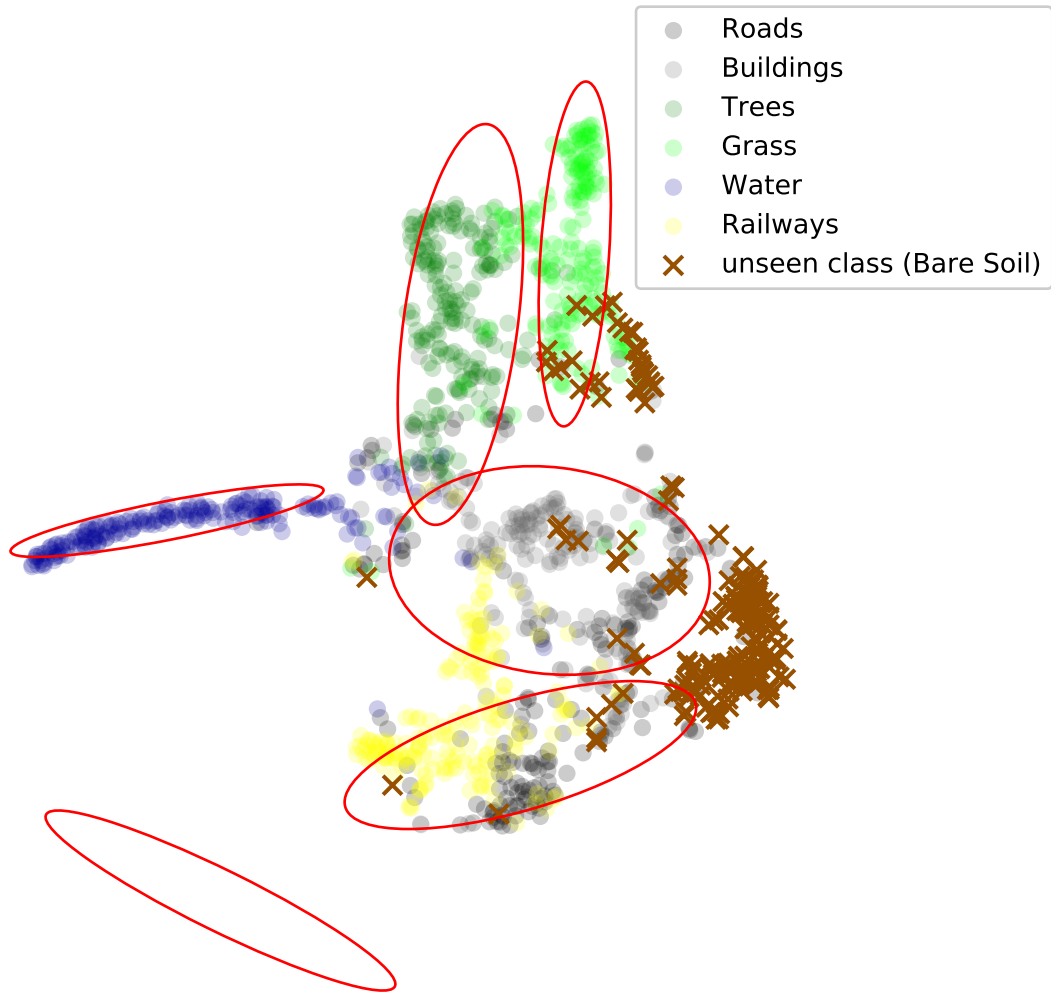 Roads
Buildings
Trees
Grass
Water
Railways
unseen class (Bare Soil)